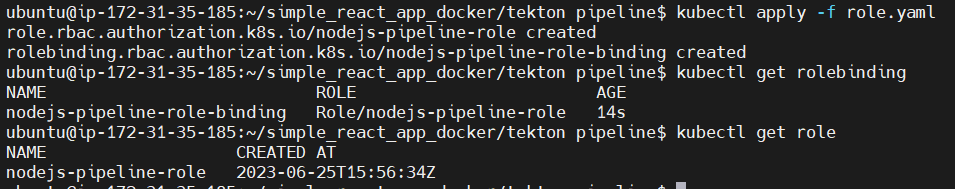 ubuntu@ip-172-31-35-185:~/simple_react_app_docker/tekton pipeline$ kubectl apply -f role.yaml
role.rbac.authorization.k8s.io/nodejs-pipeline-role created
rolebinding.rbac.authorization.k8s.io/nodejs-pipeline-role-binding created
ubuntu@ip-172-31-35-185:~/simple_react_app_docker/tekton pipeline$ kubectl get rolebinding
NAME ROLE AGE
nodejs-pipeline-role-binding Role/nodejs-pipeline-role 14s
ubuntu@ip-172-31-35-185:~/simple_react_app_docker/tekton pipeline$ kubectl get role
NAME CREATED AT
nodejs-pipeline-role 2023-06-25T15:56:34Z
ubuntu@ip-172-31-35-185:~/simple_react_app_docker/tekton pipeline$